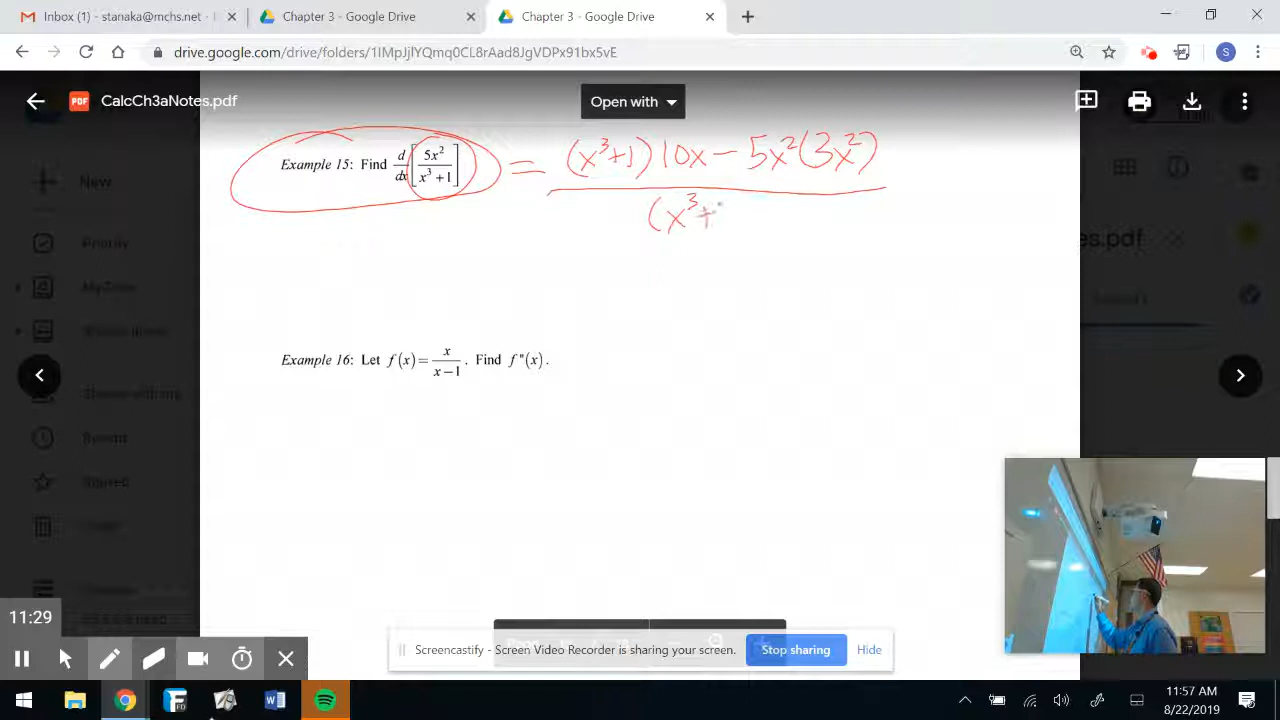 Inbox (1) - stanaka@mchs.net - m
Chapter 3 - Google Drive
Chapter 3 - Google Drive
drive.google.com/drive/folders/
CalcCh3aNotes.pdf
Open with
Example 15: Find d/dx [5x² / x³+1] = (x³+1)10x − 5x²(3x²)
(x³+
New
Priority
Example 16: Let f(x) = x / x−1 . Find f"(x).
11:29
Screencastify - Screen Video Recorder is sharing your screen.
Stop sharing
Hide
11:57 AM
8/22/2019